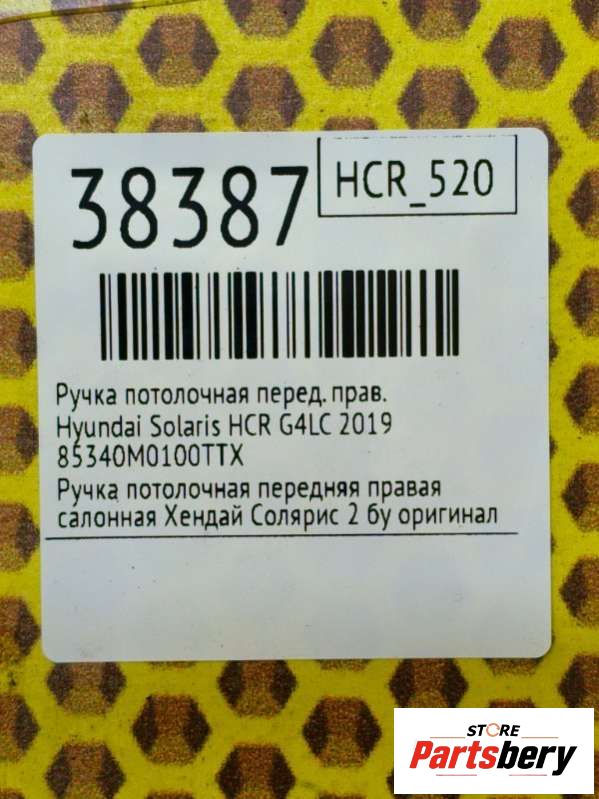 38387
HCR_520
Ручка потолочная перед. прав.
Hyundai Solaris HCR G4LC 2019
85340M0100TTX
Ручка потолочная передняя правая
салонная Хендай Солярис 2 бу оригинал
STORE
Partsbery